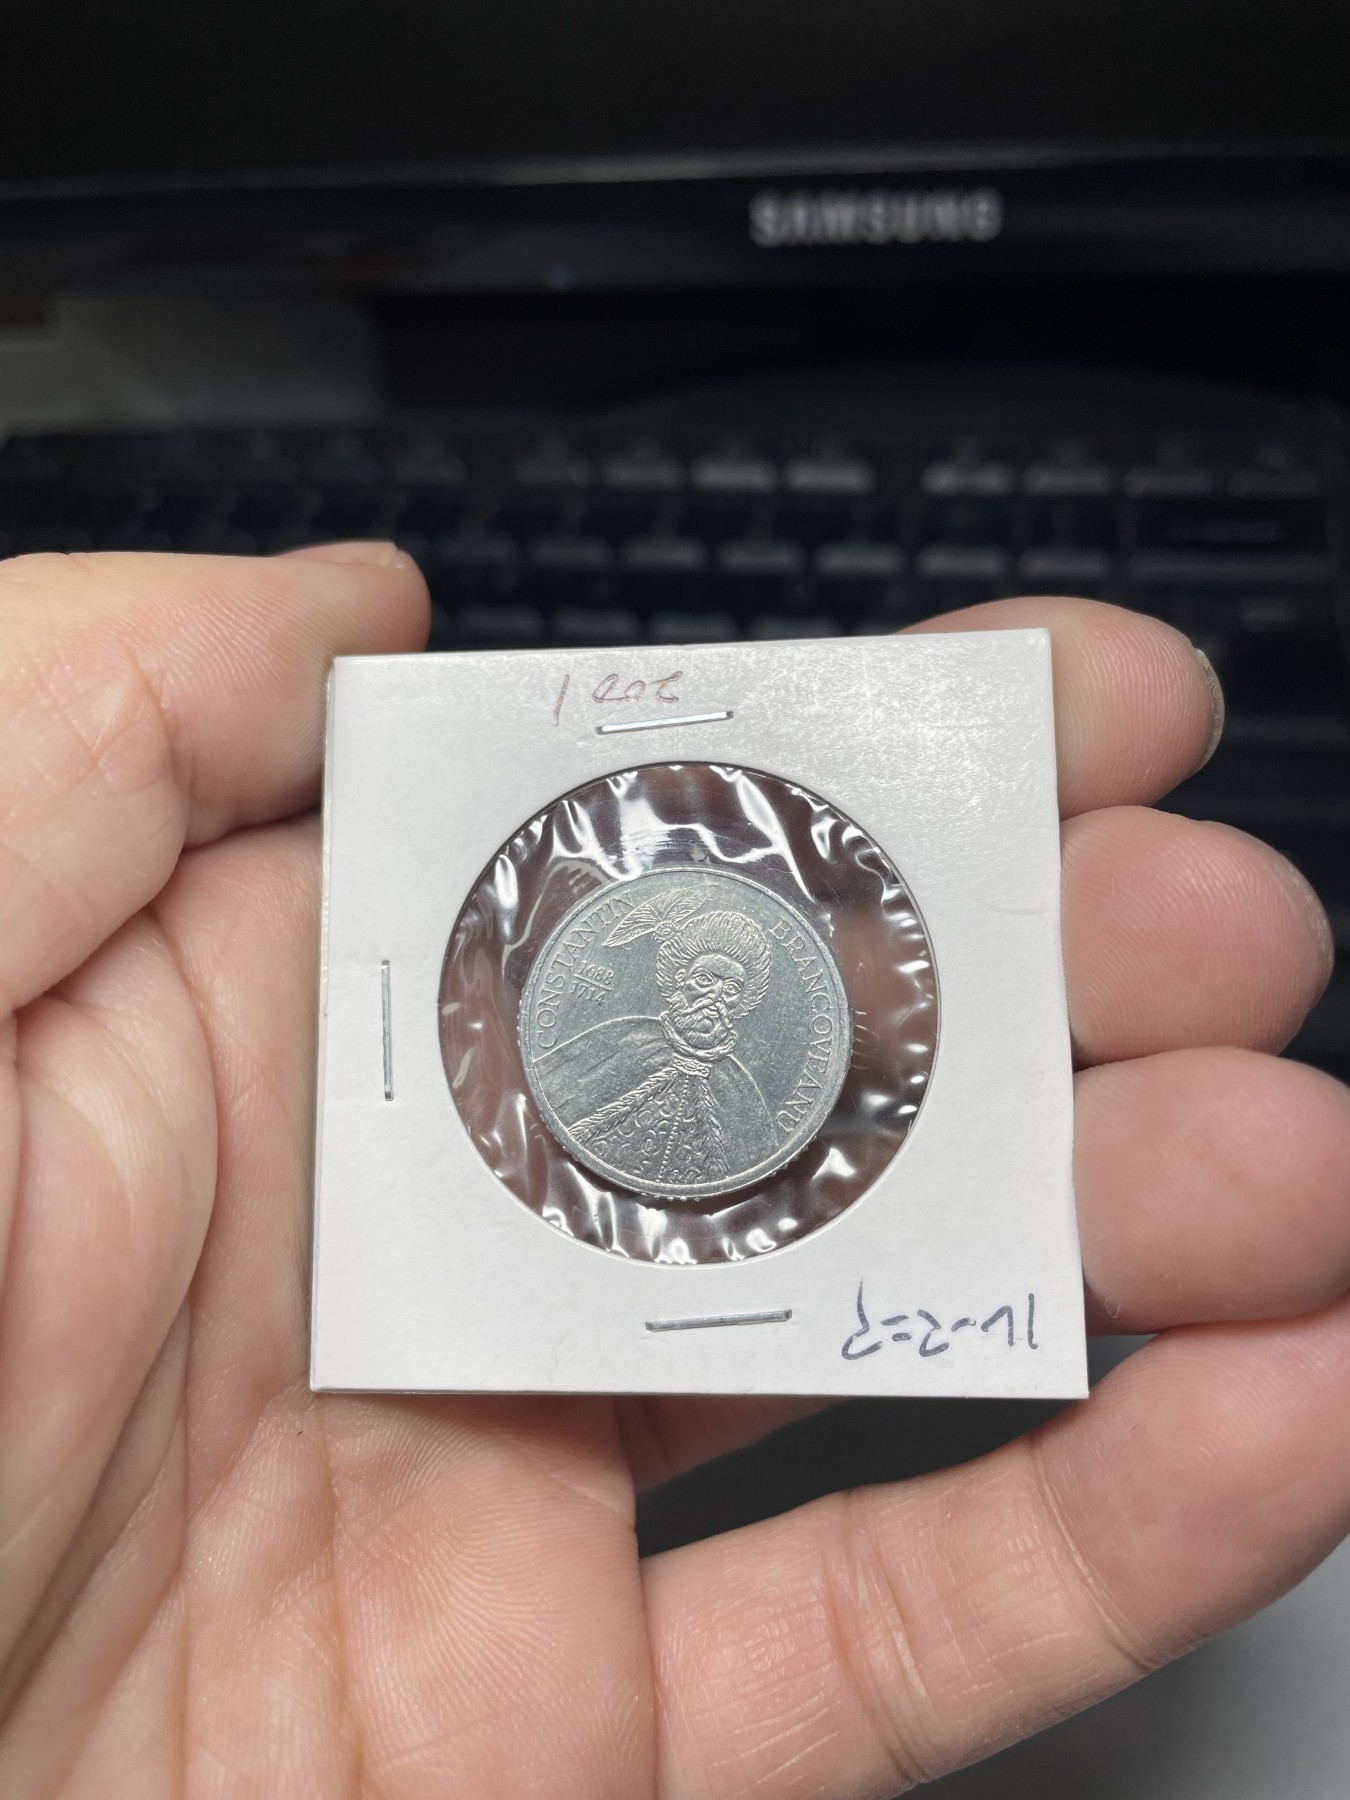 SAMSUNG
CONSTANTIN BRANCOVEANU
1688
1714